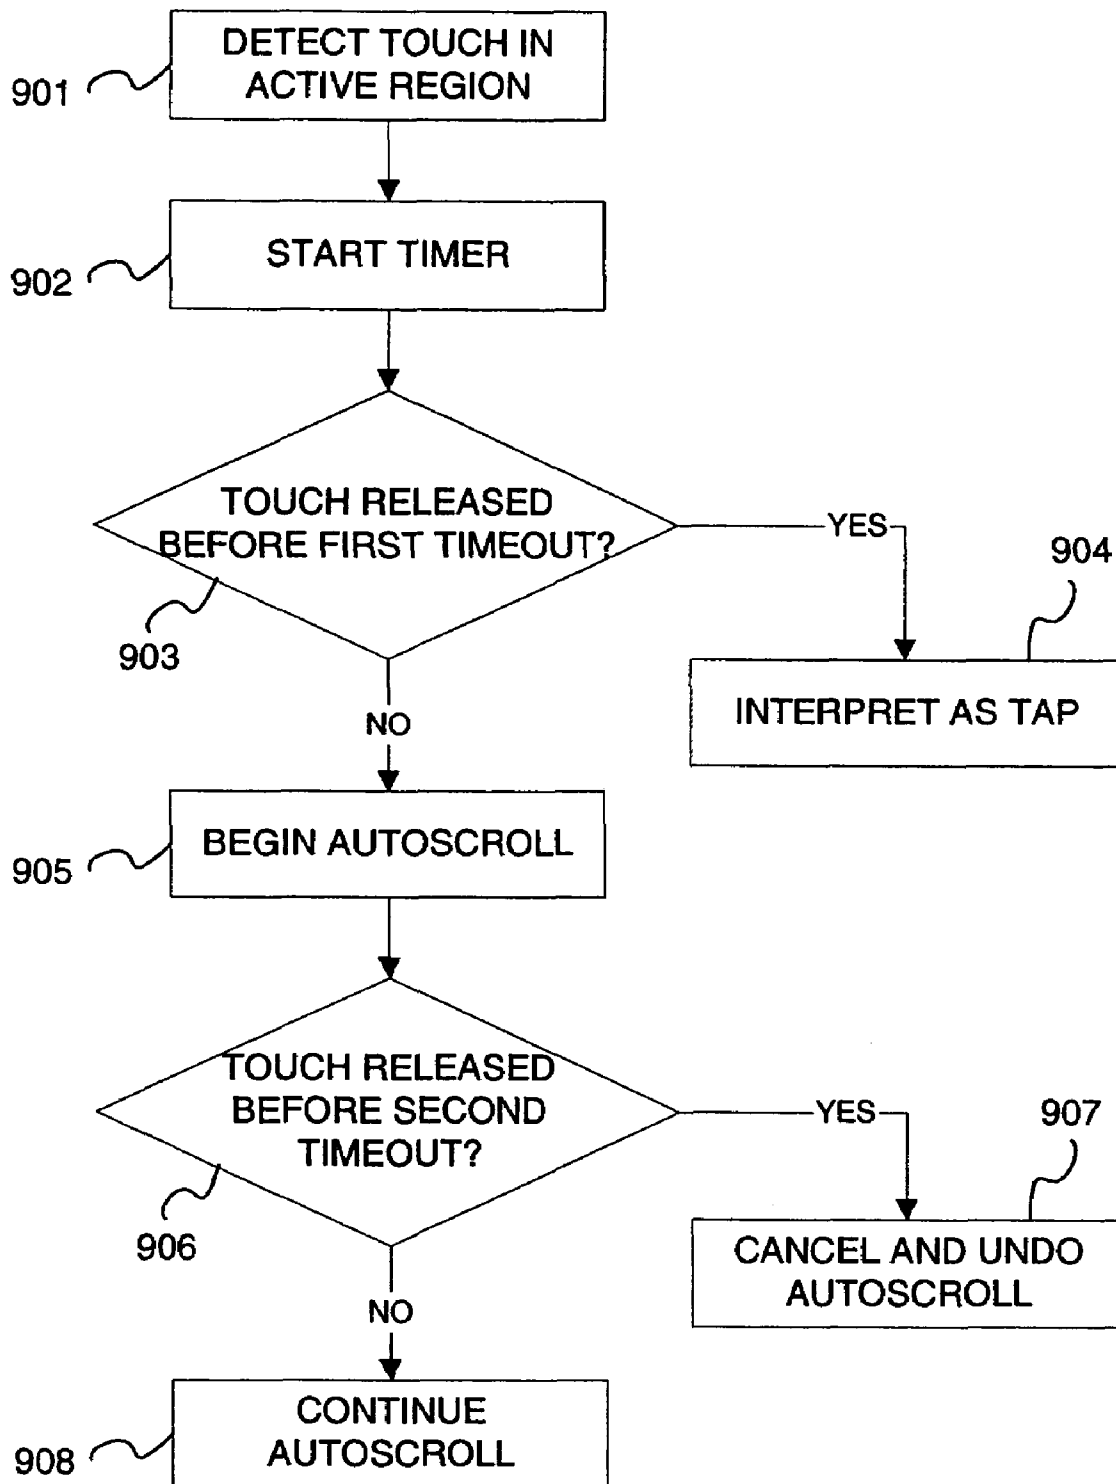 DETECT TOUCH IN
ACTIVE REGION
901
START TIMER
902
TOUCH RELEASED
BEFORE FIRST TIMEOUT?
YES
903
904
INTERPRET AS TAP
NO
BEGIN AUTOSCROLL
905
TOUCH RELEASED
BEFORE SECOND
TIMEOUT?
YES
906
907
CANCEL AND UNDO
AUTOSCROLL
NO
CONTINUE
AUTOSCROLL
908